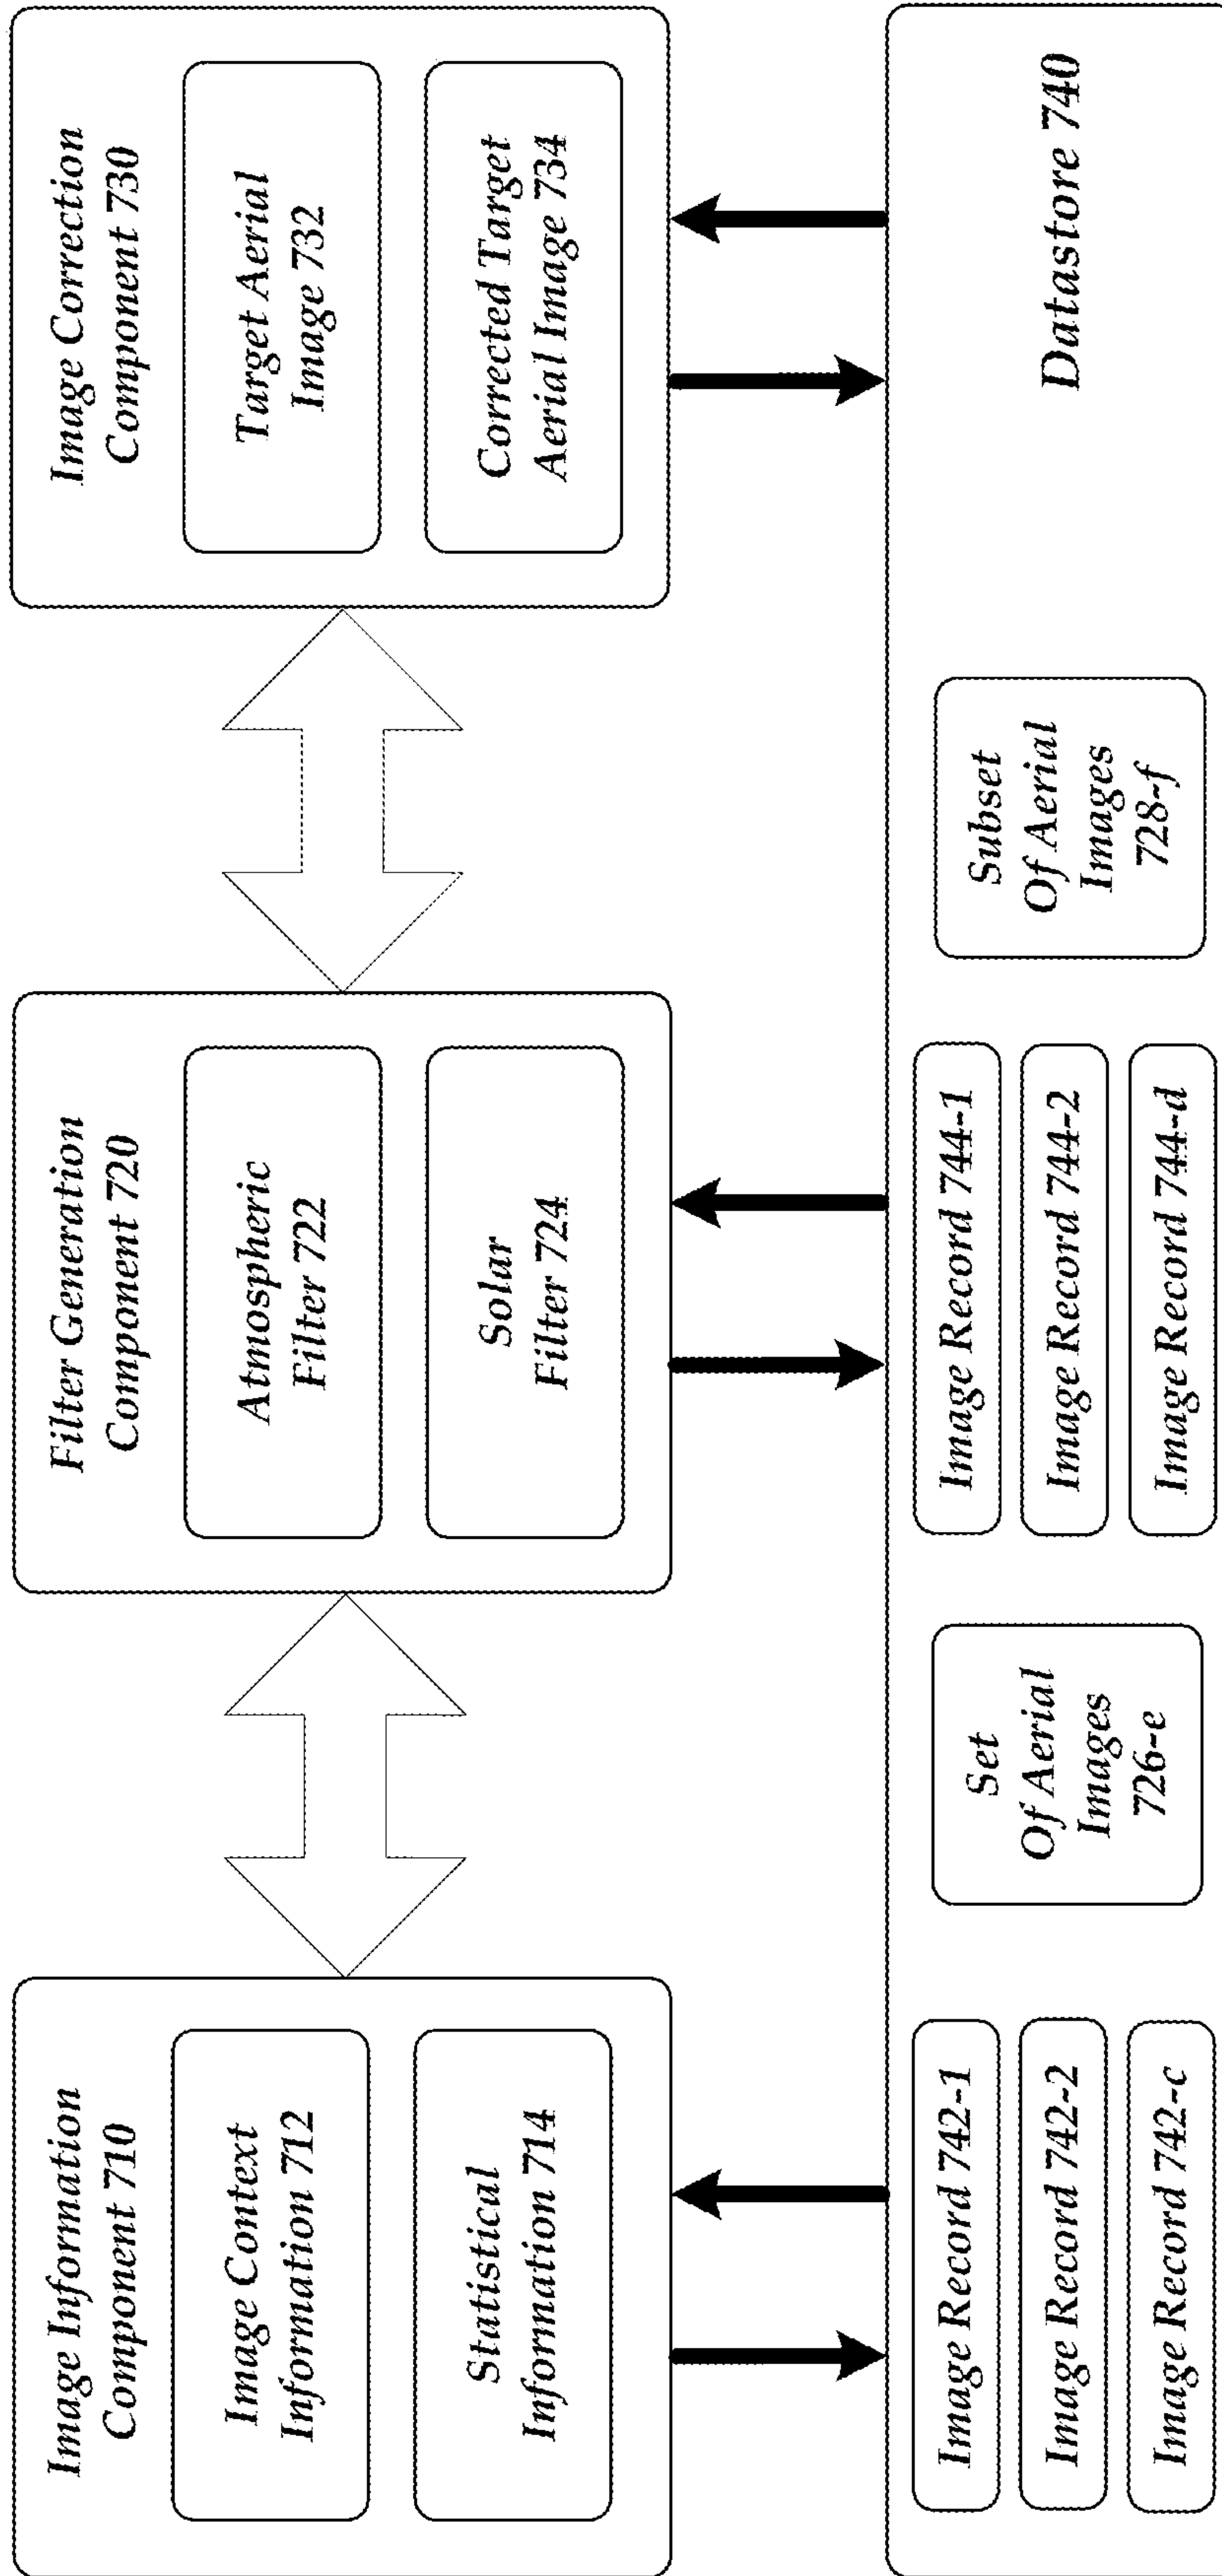 Image Information
Component 710
Image Context
Information 712
Statistical
Information 714
Filter Generation
Component 720
Atmospheric
Filter 722
Solar
Filter 724
Image Correction
Component 730
Target Aerial
Image 732
Corrected Target
Aerial Image 734
Image Record 742-1
Image Record 742-2
Image Record 742-c
Set
Of Aerial
Images
726-e
Image Record 744-1
Image Record 744-2
Image Record 744-d
Subset
Of Aerial
Images
728-f
Datastore 740